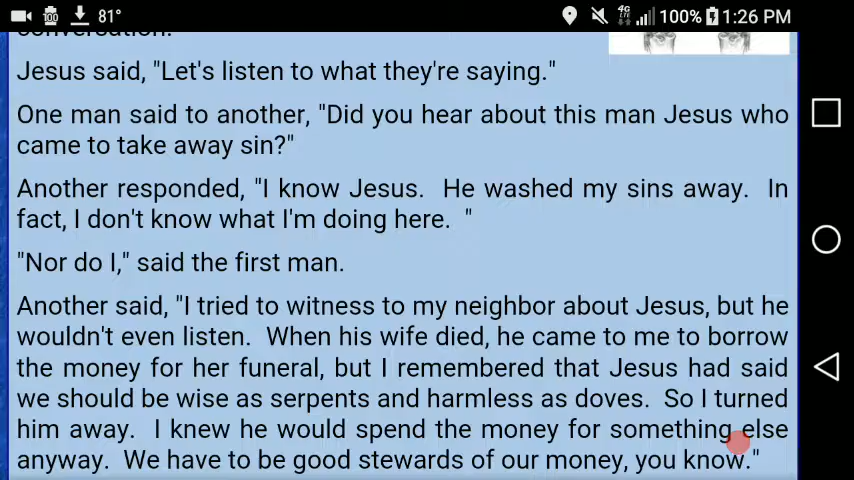 100 81° 4G LTE 100% 1:26 PM
conversation.
Jesus said, "Let's listen to what they're saying."
One man said to another, "Did you hear about this man Jesus who
came to take away sin?"
Another responded, "I know Jesus.  He washed my sins away.  In
fact, I don't know what I'm doing here.  "
"Nor do I," said the first man.
Another said, "I tried to witness to my neighbor about Jesus, but he
wouldn't even listen.  When his wife died, he came to me to borrow
the money for her funeral, but I remembered that Jesus had said
we should be wise as serpents and harmless as doves.  So I turned
him away.  I knew he would spend the money for something else
anyway.  We have to be good stewards of our money, you know."